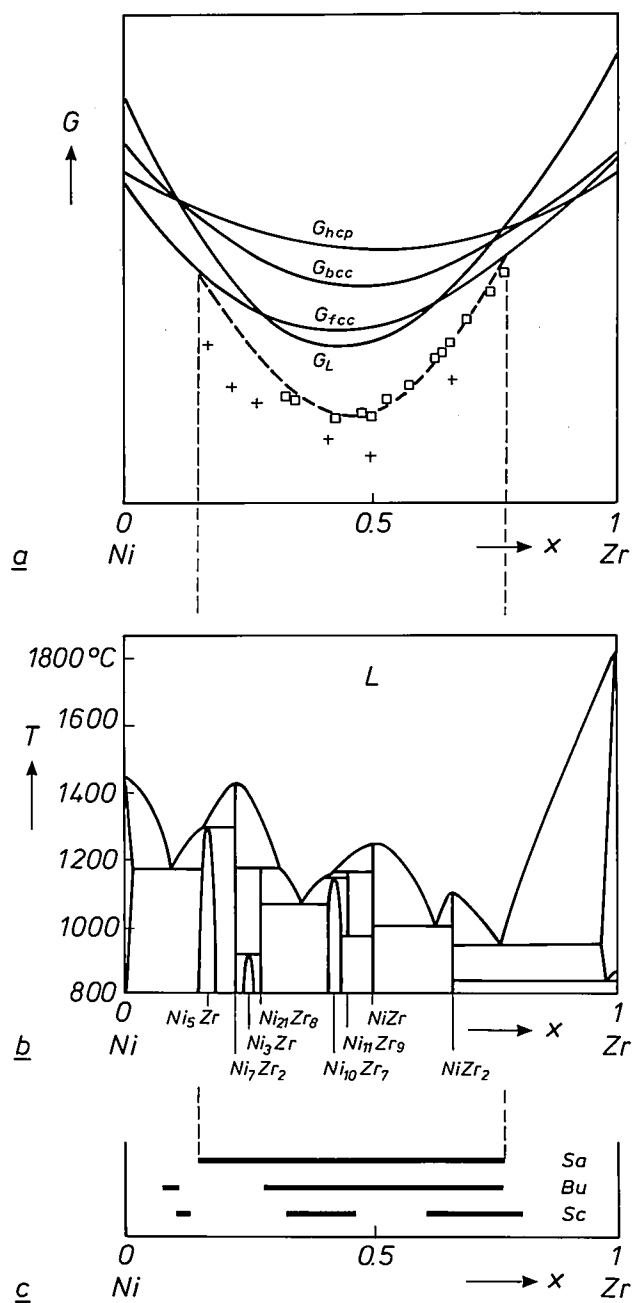 G
G_hcp
G_bcc
G_fcc
G_L
0 0.5 1
Ni x Zr
a
1800 °C
L
1600
T
1400
1200
1000
800
0 Ni5Zr Ni21Zr8 NiZr x 1
Ni3Zr Ni11Zr9
Ni Ni7Zr2 Ni10Zr7 NiZr2 Zr
b
Sa
Bu
Sc
0 0.5 1
Ni x Zr
c